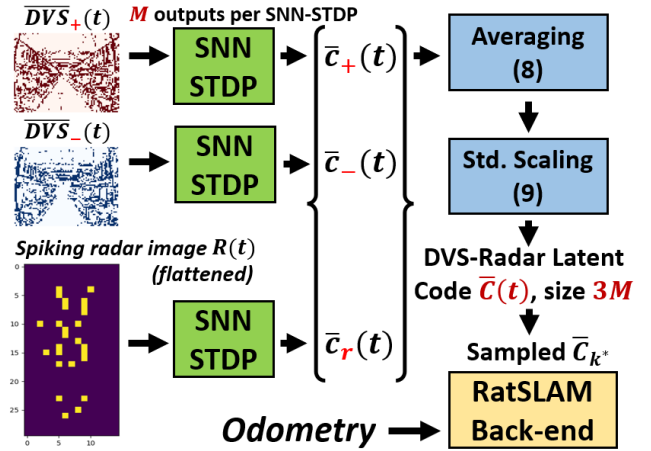 DVS₊(t)
M outputs per SNN-STDP
SNN
STDP
c̄₊(t)
Averaging
(8)
DVS₋(t)
SNN
STDP
c̄₋(t)
Std. Scaling
(9)
Spiking radar image R(t)
(flattened)
DVS-Radar Latent
Code C̄(t), size 3M
0
5
10
15
20
25
0
5
10
SNN
STDP
c̄ᵣ(t)
Sampled C̄ₖ*
RatSLAM
Back-end
Odometry